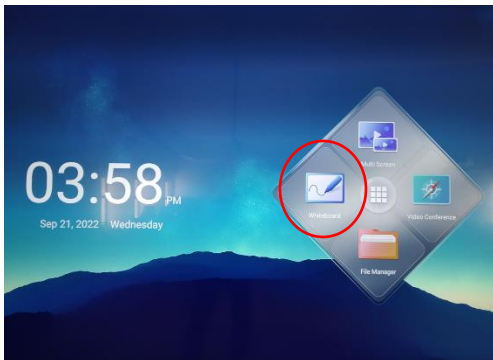 03:58 PM
Sep 21, 2022 Wednesday
Multi Screen
Whiteboard
Video Conference
File Manager